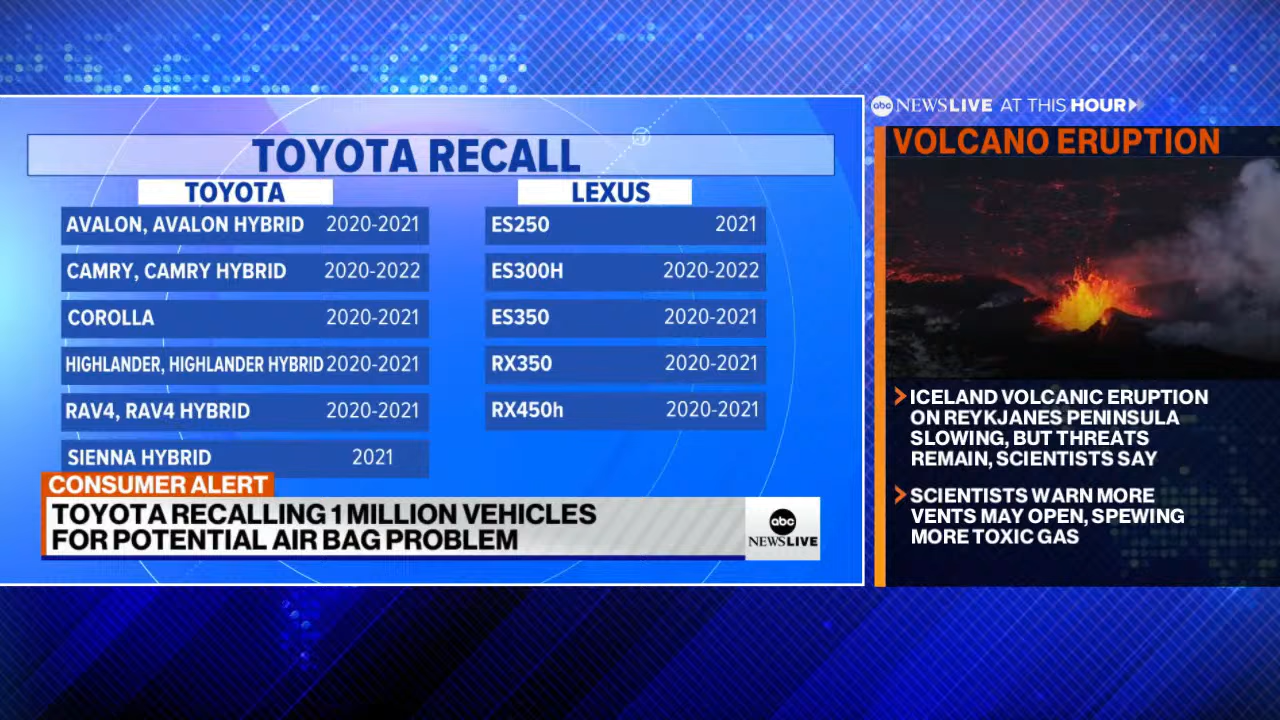 TOYOTA RECALL
TOYOTA
AVALON, AVALON HYBRID 2020-2021
CAMRY, CAMRY HYBRID 2020-2022
COROLLA 2020-2021
HIGHLANDER, HIGHLANDER HYBRID 2020-2021
RAV4, RAV4 HYBRID 2020-2021
SIENNA HYBRID 2021
LEXUS
ES250 2021
ES300H 2020-2022
ES350 2020-2021
RX350 2020-2021
RX450h 2020-2021
CONSUMER ALERT
TOYOTA RECALLING 1 MILLION VEHICLES
FOR POTENTIAL AIR BAG PROBLEM
abc
NEWS LIVE
abc NEWS LIVE AT THIS HOUR
VOLCANO ERUPTION
ICELAND VOLCANIC ERUPTION
ON REYKJANES PENINSULA
SLOWING, BUT THREATS
REMAIN, SCIENTISTS SAY
SCIENTISTS WARN MORE
VENTS MAY OPEN, SPEWING
MORE TOXIC GAS